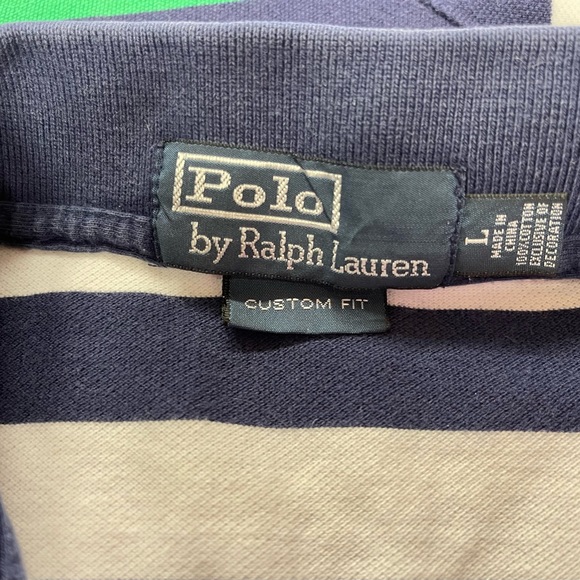 Polo
by Ralph Lauren
CUSTOM FIT
L
MADE IN
CHINA
100%COTTON
EXCLUSIVE OF
DECORATION